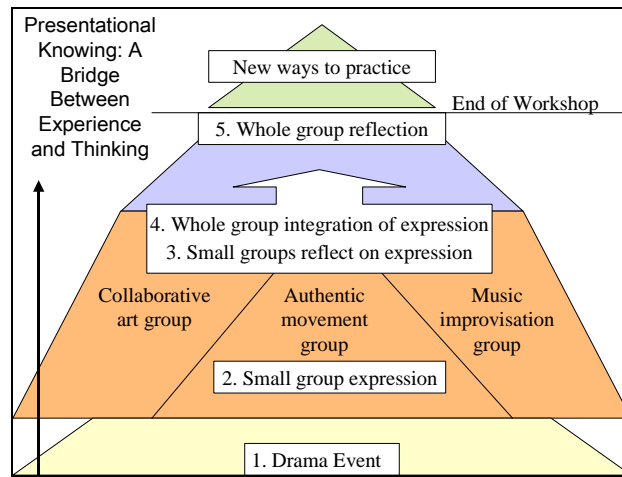 Presentational
Knowing: A
Bridge
Between
Experience
and Thinking
New ways to practice
End of Workshop
5. Whole group reflection
4. Whole group integration of expression
3. Small groups reflect on expression
Collaborative
art group
Authentic
movement
group
Music
improvisation
group
2. Small group expression
1. Drama Event